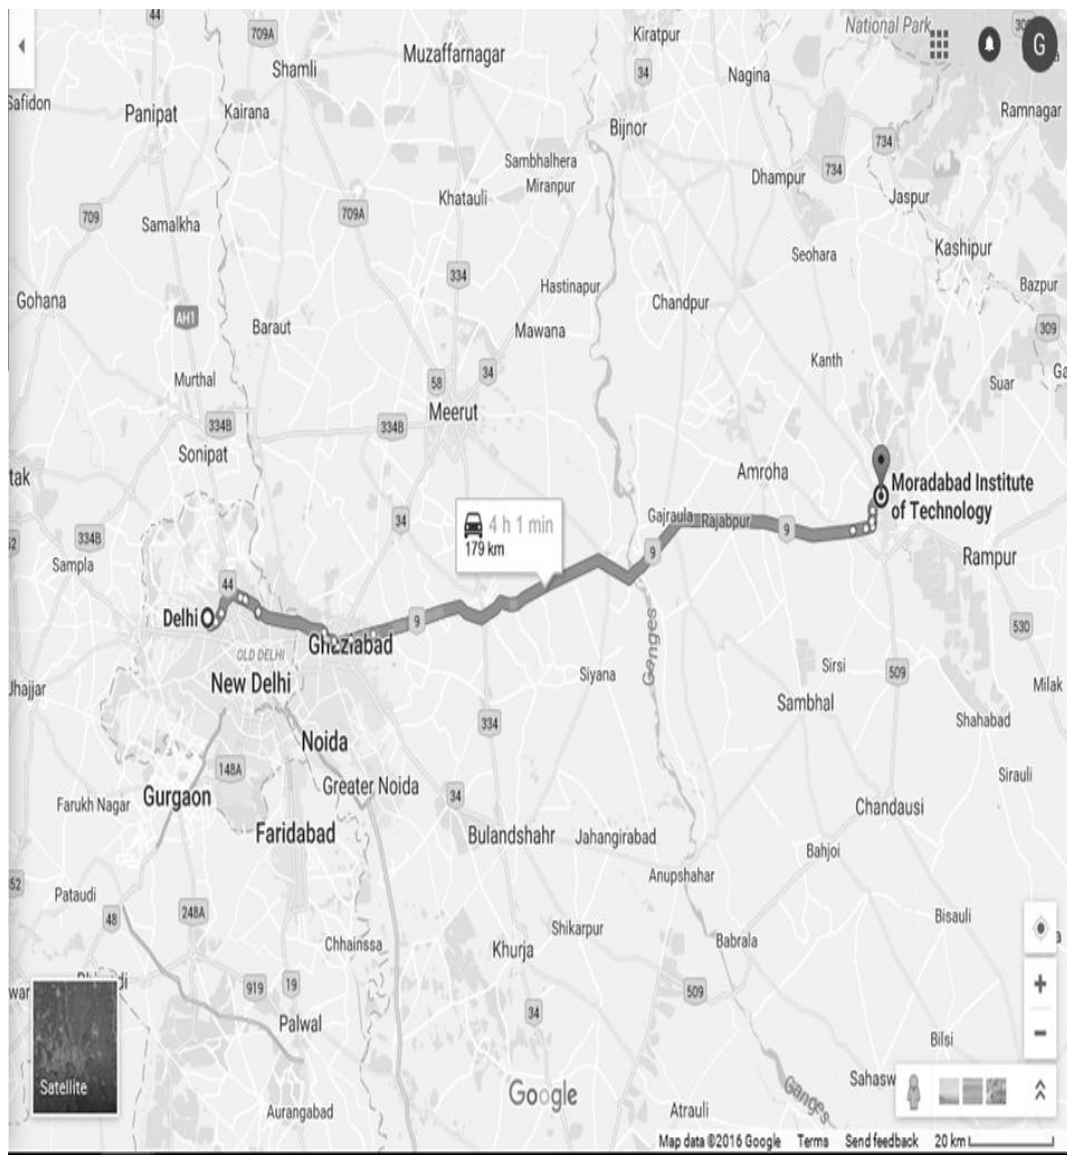 44
709A
Muzaffarnagar
Kiratpur
National Park
G
Shamli
34
Nagina
Safidon
Panipat
Kairana
Ramnagar
Bijnor
734
Sambhalhera
Miranpur
Dhampur
734
Khatauli
Jaspur
709
709A
Samalkha
Kashipur
334
Seohara
Hastinapur
Bazpur
Gohana
Chandpur
AH1
Baraut
Mawana
309
Kanth
Murthal
58
34
Suar
Meerut
334B
334B
Sonipat
Amroha
Moradabad Institute
of Technology
34
4 h 1 min
179 km
Gajraula
Rajabpur
9
334B
9
Rampur
Sampla
44
Delhi
9
530
Ghaziabad
OLD DELHI
Ganges
Sirsi
509
New Delhi
Siyana
Milak
Sambhal
334
Shahabad
Noida
148A
Sirauli
Greater Noida
Gurgaon
34
Farukh Nagar
Chandausi
Faridabad
Bulandshahr
Jahangirabad
Bahjoi
Anupshahar
Pataudi
48
248A
Bisauli
Shikarpur
Chhainssa
Babrala
Khurja
919
19
509
34
Palwal
Bilsi
Satellite
Google
Ganges
Sahasw
Aurangabad
Atrauli
Map data ©2016 Google Terms Send feedback 20 km